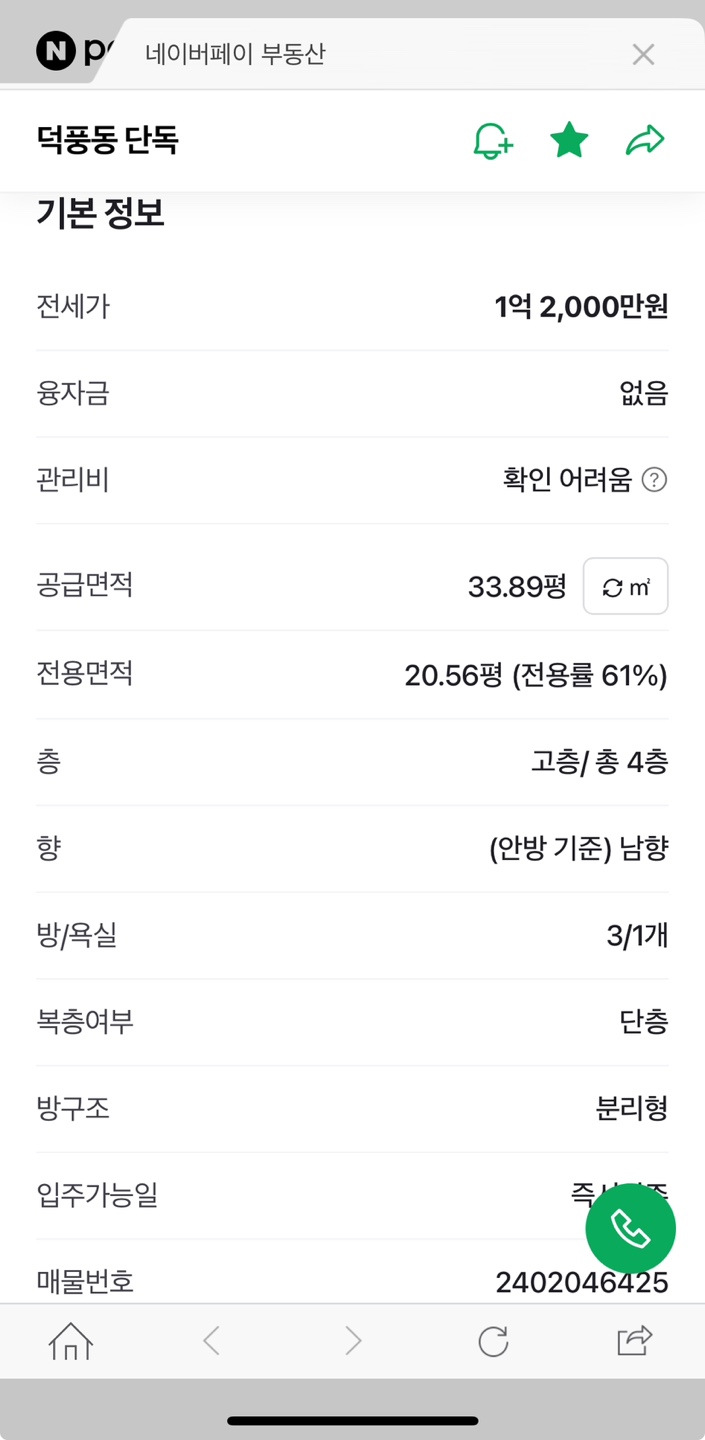 N p
네이버페이 부동산
덕풍동 단독
기본 정보
전세가 1억 2,000만원
융자금 없음
관리비 확인 어려움 ?
공급면적 33.89평 ㎡
전용면적 20.56평 (전용률 61%)
층 고층/ 총 4층
향 (안방 기준) 남향
방/욕실 3/1개
복층여부 단층
방구조 분리형
입주가능일 즉
매물번호 2402046425